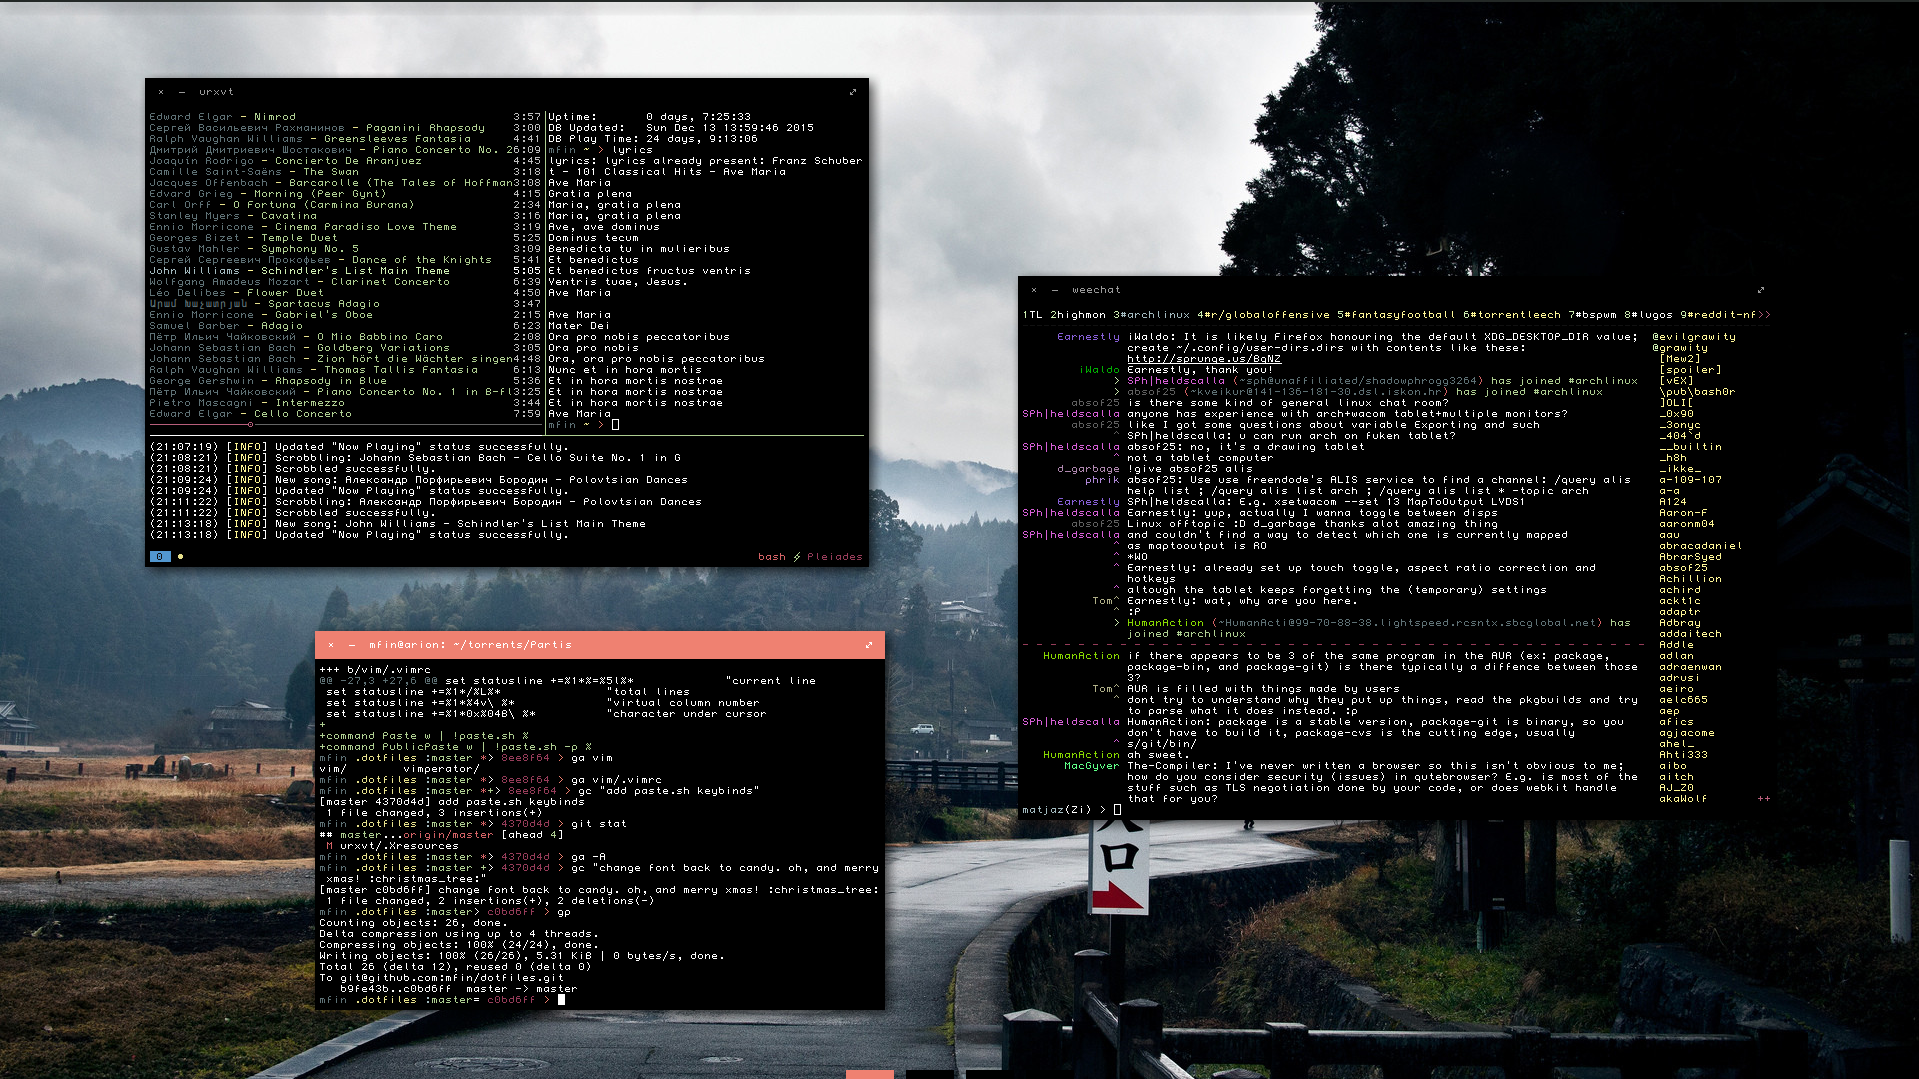 × — urxvt
Edward Elgar - Nimrod 3:57
Сергей Васильевич Рахманинов - Paganini Rhapsody 3:00
Ralph Vaughan Williams - Greensleeves Fantasia 4:41
Дмитрий Дмитриевич Шостакович - Piano Concerto No. 26:09
Joaquín Rodrigo - Concierto De Aranjuez 4:45
Camille Saint-Saëns - The Swan 3:18
Jacques Offenbach - Barcarolle (The Tales of Hoffman3:08
Edvard Grieg - Morning (Peer Gynt) 4:15
Carl Orff - O Fortuna (Carmina Burana) 2:34
Stanley Myers - Cavatina 3:16
Ennio Morricone - Cinema Paradiso Love Theme 3:19
Georges Bizet - Temple Duet 5:25
Gustav Mahler - Symphony No. 5 3:09
Сергей Сергеевич Прокофьев - Dance of the Knights 5:41
John Williams - Schindler's List Main Theme 5:05
Wolfgang Amadeus Mozart - Clarinet Concerto 6:39
Léo Delibes - Flower Duet 4:50
- Spartacus Adagio 3:47
Ennio Morricone - Gabriel's Oboe 2:15
Samuel Barber - Adagio 6:23
Пётр Ильич Чайковский - O Mio Babbino Caro 2:08
Johann Sebastian Bach - Goldberg Variations 3:05
Johann Sebastian Bach - Zion hört die Wächter singen4:48
Ralph Vaughan Williams - Thomas Tallis Fantasia 6:13
George Gershwin - Rhapsody in Blue 5:36
Пётр Ильич Чайковский - Piano Concerto No. 1 in B-fl3:25
Pietro Mascagni - Intermezzo 3:44
Edward Elgar - Cello Concerto 7:59
Uptime: 0 days, 7:25:33
DB Updated: Sun Dec 13 13:59:46 2015
DB Play Time: 24 days, 9:13:06
mfin ~ > lyrics
lyrics: lyrics already present: Franz Schuber
t - 101 Classical Hits - Ave Maria
Ave Maria
Gratia plena
Maria, gratia plena
Maria, gratia plena
Ave, ave dominus
Dominus tecum
Benedicta tu in mulieribus
Et benedictus
Et benedictus fructus ventris
Ventris tuae, Jesus.
Ave Maria
Ave Maria
Mater Dei
Ora pro nobis peccatoribus
Ora pro nobis
Ora, ora pro nobis peccatoribus
Nunc et in hora mortis
Et in hora mortis nostrae
Et in hora mortis nostrae
Et in hora mortis nostrae
Ave Maria
mfin ~ >
(21:07:19) [INFO] Updated "Now Playing" status successfully.
(21:08:21) [INFO] Scrobbling: Johann Sebastian Bach - Cello Suite No. 1 in G
(21:08:21) [INFO] Scrobbled successfully.
(21:09:24) [INFO] New song: Александр Порфирьевич Бородин - Polovtsian Dances
(21:09:24) [INFO] Updated "Now Playing" status successfully.
(21:11:22) [INFO] Scrobbling: Александр Порфирьевич Бородин - Polovtsian Dances
(21:11:22) [INFO] Scrobbled successfully.
(21:13:18) [INFO] New song: John Williams - Schindler's List Main Theme
(21:13:18) [INFO] Updated "Now Playing" status successfully.
0 ● bash ⚡ Pleiades
× — mfin@arion: ~/torrents/Partis
+++ b/vim/.vimrc
@@ -27,3 +27,6 @@ set statusline +=%1*%=%5l%* "current line
set statusline +=%1*/%L%* "total lines
set statusline +=%1*%4v\ %* "virtual column number
set statusline +=%1*0x%04B\ %* "character under cursor
+
+command Paste w | !paste.sh %
+command PublicPaste w | !paste.sh -p %
mfin .dotfiles :master *> 8ee8f64 > ga vim
vim/ vimperator/
mfin .dotfiles :master *> 8ee8f64 > ga vim/.vimrc
mfin .dotfiles :master *+> 8ee8f64 > gc "add paste.sh keybinds"
[master 4370d4d] add paste.sh keybinds
1 file changed, 3 insertions(+)
mfin .dotfiles :master *> 4370d4d > git stat
## master...origin/master [ahead 4]
M urxvt/.Xresources
mfin .dotfiles :master *> 4370d4d > ga -A
mfin .dotfiles :master +> 4370d4d > gc "change font back to candy. oh, and merry
xmas! :christmas_tree:"
[master c0bd6ff] change font back to candy. oh, and merry xmas! :christmas_tree:
1 file changed, 2 insertions(+), 2 deletions(-)
mfin .dotfiles :master> c0bd6ff > gp
Counting objects: 26, done.
Delta compression using up to 4 threads.
Compressing objects: 100% (24/24), done.
Writing objects: 100% (26/26), 5.31 KiB | 0 bytes/s, done.
Total 26 (delta 12), reused 0 (delta 0)
To git@github.com:mfin/dotfiles.git
b9fe43b..c0bd6ff master -> master
mfin .dotfiles :master= c0bd6ff >
× — weechat
1TL 2highmon 3#archlinux 4#r/globaloffensive 5#fantasyfootball 6#torrentleech 7#bspwm 8#lugos 9#reddit-nf>>
Earnestly iWaldo: It is likely Firefox honouring the default XDG_DESKTOP_DIR value;
create ~/.config/user-dirs.dirs with contents like these:
http://sprunge.us/BgNZ
iWaldo Earnestly, thank you!
> SPh|heldscalla (~sph@unaffiliated/shadowphrogg3264) has joined #archlinux
> absof25 (~kveikur@141-136-181-30.dsl.iskon.hr) has joined #archlinux
absof25 is there some kind of general linux chat room?
SPh|heldscalla anyone has experience with arch+wacom tablet+multiple monitors?
absof25 like I got some questions about variable Exporting and such
^ SPh|heldscalla: u can run arch on fuken tablet?
SPh|heldscalla absof25: no, it's a drawing tablet
^ not a tablet computer
d_garbage !give absof25 alis
phrik absof25: Use use freendode's ALIS service to find a channel: /query alis
help list ; /query alis list arch ; /query alis list * -topic arch
Earnestly SPh|heldscalla: E.g. xsetwacom --set 13 MapToOutput LVDS1
SPh|heldscalla Earnestly: yup, actually I wanna toggle between disps
absof25 Linux offtopic :D d_garbage thanks alot amazing thing
SPh|heldscalla and couldn't find a way to detect which one is currently mapped
^ as maptooutput is RO
^ *WO
^ Earnestly: already set up touch toggle, aspect ratio correction and
hotkeys
^ altough the tablet keeps forgetting the (temporary) settings
Tom^ Earnestly: wat, why are you here.
^ :P
> HumanAction (~HumanActi@99-70-88-38.lightspeed.rcsntx.sbcglobal.net) has
joined #archlinux
HumanAction if there appears to be 3 of the same program in the AUR (ex: package,
package-bin, and package-git) is there typically a diffence between those
3?
Tom^ AUR is filled with things made by users
^ dont try to understand why they put up things, read the pkgbuilds and try
to parse what it does instead. :p
SPh|heldscalla HumanAction: package is a stable version, package-git is binary, so you
don't have to build it, package-cvs is the cutting edge, usually
^ s/git/bin/
HumanAction ah sweet.
MacGyver The-Compiler: I've never written a browser so this isn't obvious to me;
how do you consider security (issues) in qutebrowser? E.g. is most of the
stuff such as TLS negotiation done by your code, or does webkit handle
that for you?
matjaz(Zi) >
@evilgravity
@grawity
[Mew2]
[spoiler]
[vEX]
\pub\bash0r
]OLI[
_0x90
_3onyc
_404`d
__builtin
_h8h
_ikke_
a-109-107
a-a
A124
Aaron-F
aaronm04
aau
abracadaniel
AbrarSyed
absof25
Achillion
achird
ackt1c
adaptr
Adbray
addaitech
Addle
adlan
adraenwan
adrusi
aeiro
aelc665
aep
afics
agjacome
ahel_
Ahti333
aibo
aitch
AJ_Z0
akaWolf ++
口